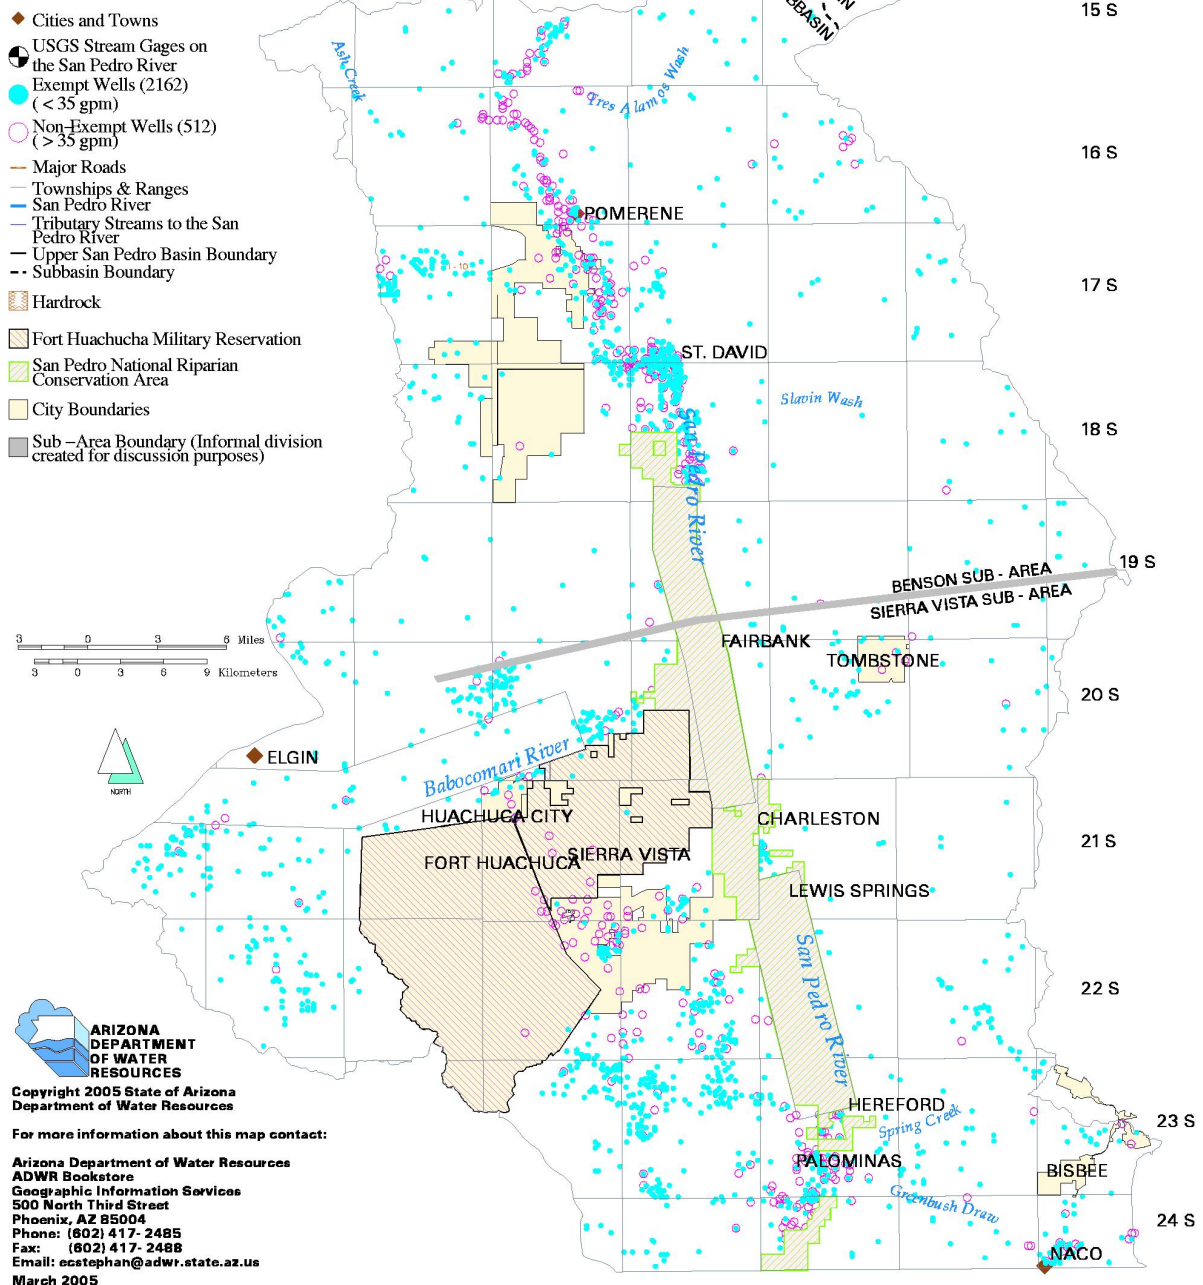 Cities and Towns
USGS Stream Gages on
the San Pedro River
Exempt Wells (2162)
( < 35 gpm)
Non-Exempt Wells (512)
( > 35 gpm)
Major Roads
Townships & Ranges
San Pedro River
Tributary Streams to the San
Pedro River
Upper San Pedro Basin Boundary
Subbasin Boundary
Hardrock
Fort Huachucha Military Reservation
San Pedro National Riparian
Conservation Area
City Boundaries
Sub-Area Boundary (Informal division
created for discussion purposes)
3 0 3 6 Miles
3 0 3 6 9 Kilometers
NORTH
15 S
16 S
17 S
18 S
19 S
20 S
21 S
22 S
23 S
24 S
Ash Creek
Tres Alamos Wash
POMERENE
I-10
ST. DAVID
Slavin Wash
San Pedro River
BENSON SUB - AREA
SIERRA VISTA SUB - AREA
FAIRBANK
TOMBSTONE
ELGIN
Babocomari River
HUACHUCA CITY
CHARLESTON
FORT HUACHUCA
SIERRA VISTA
LEWIS SPRINGS
San Pedro River
HEREFORD
Spring Creek
PALOMINAS
BISBEE
Greenbush Draw
NACO
ARIZONA
DEPARTMENT
OF WATER
RESOURCES
Copyright 2005 State of Arizona
Department of Water Resources
For more information about this map contact:
Arizona Department of Water Resources
ADWR Bookstore
Geographic Information Services
500 North Third Street
Phoenix, AZ 85004
Phone: (602) 417- 2485
Fax: (602) 417- 2488
Email: ecstephan@adwr.state.az.us
March 2005